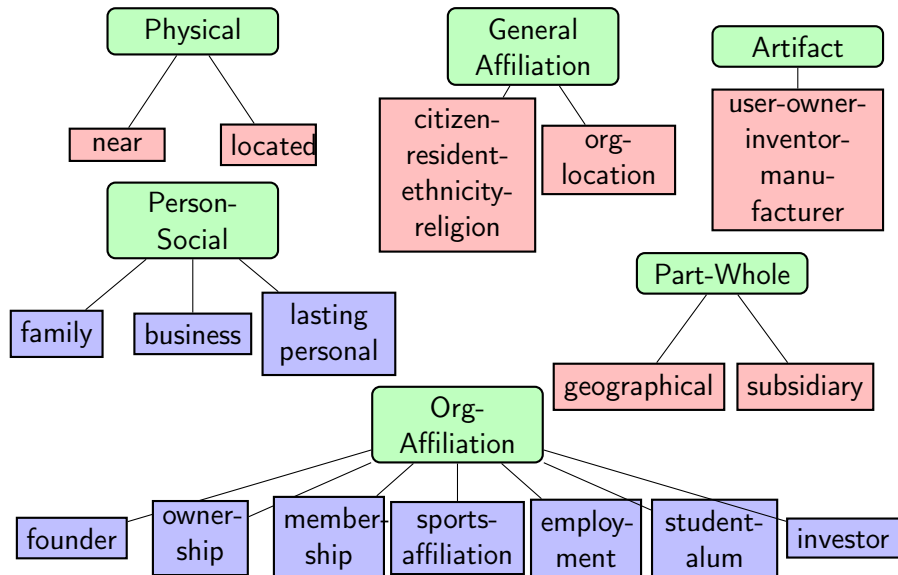 Physical
General
Affiliation
Artifact
near
located
citizen-
resident-
ethnicity-
religion
org-
location
user-owner-
inventor-
manu-
facturer
Person-
Social
Part-Whole
family
business
lasting
personal
geographical
subsidiary
Org-
Affiliation
founder
owner-
ship
member-
ship
sports-
affiliation
employ-
ment
student-
alum
investor